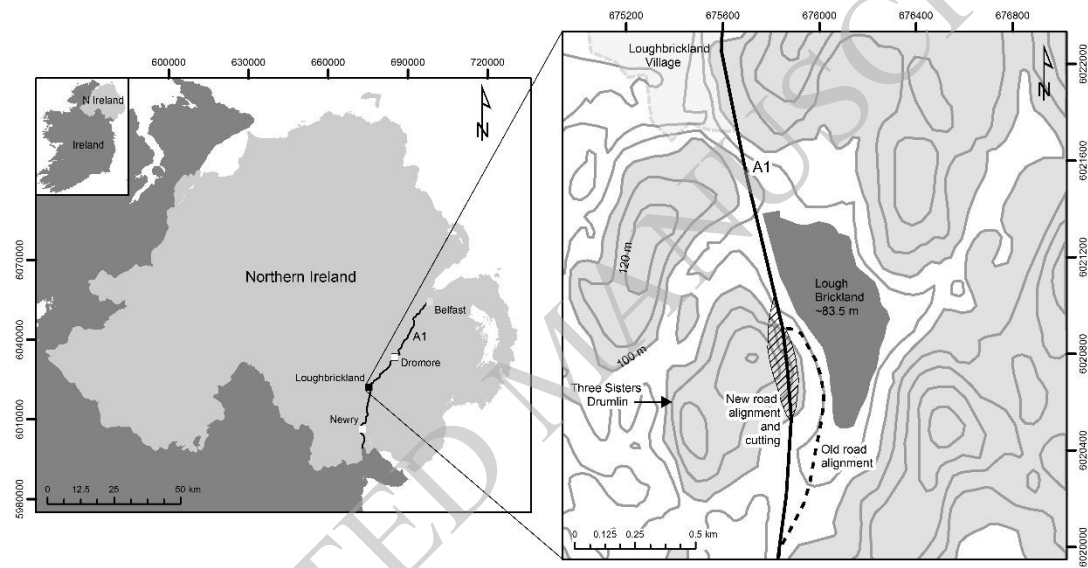 675200 675600 676000 676400 676800
600000 630000 660000 690000 720000
N Ireland
Ireland
N
6070000
6040000
6010000
5980000
Northern Ireland
Belfast
A1
Dromore
Loughbrickland
Newry
0 12.5 25 50 km
Loughbrickland
Village
N
A1
120 m
Lough
Brickland
~83.5 m
100 m
Three Sisters
Drumlin
New road
alignment
and
cutting
Old road
alignment
0 0.125 0.25 0.5 km
6022000
6021600
6021200
6020800
6020400
6020000
TED MANUSCR